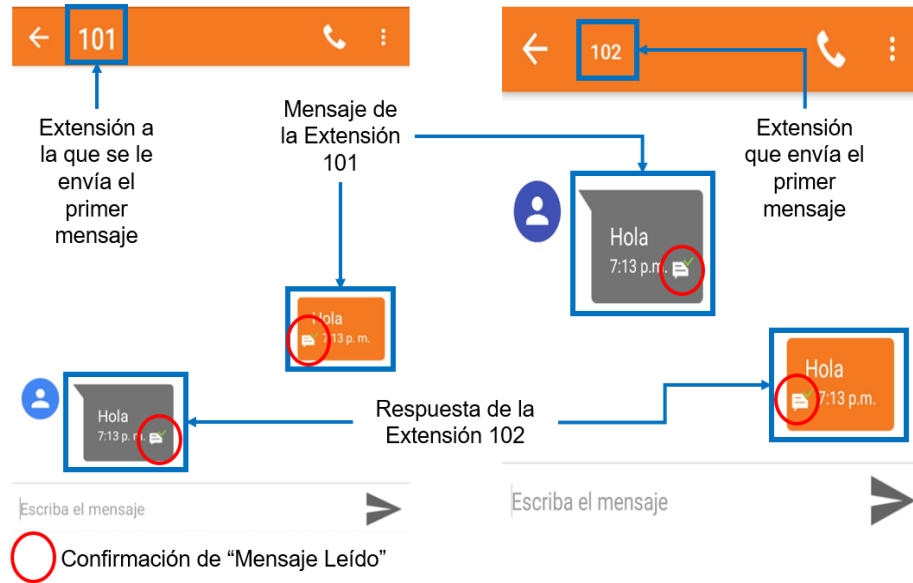 101
Extensión a
la que se le
envía el
primer
mensaje
Mensaje de
la Extensión
101
Hola
7:13 p. m.
Hola
7:13 p. m.
Respuesta de la
Extensión 102
Escriba el mensaje
Confirmación de “Mensaje Leído”
102
Extensión
que envía el
primer
mensaje
Hola
7:13 p.m.
Hola
7:13 p.m.
Escriba el mensaje